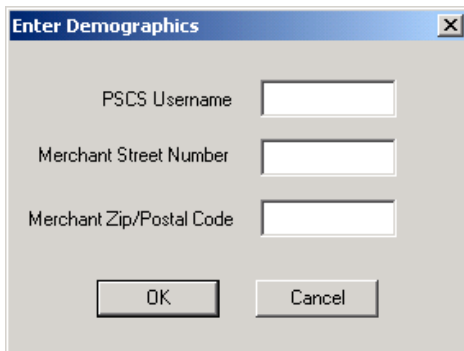 Enter Demographics
PSCS Username
Merchant Street Number
Merchant Zip/Postal Code
OK Cancel